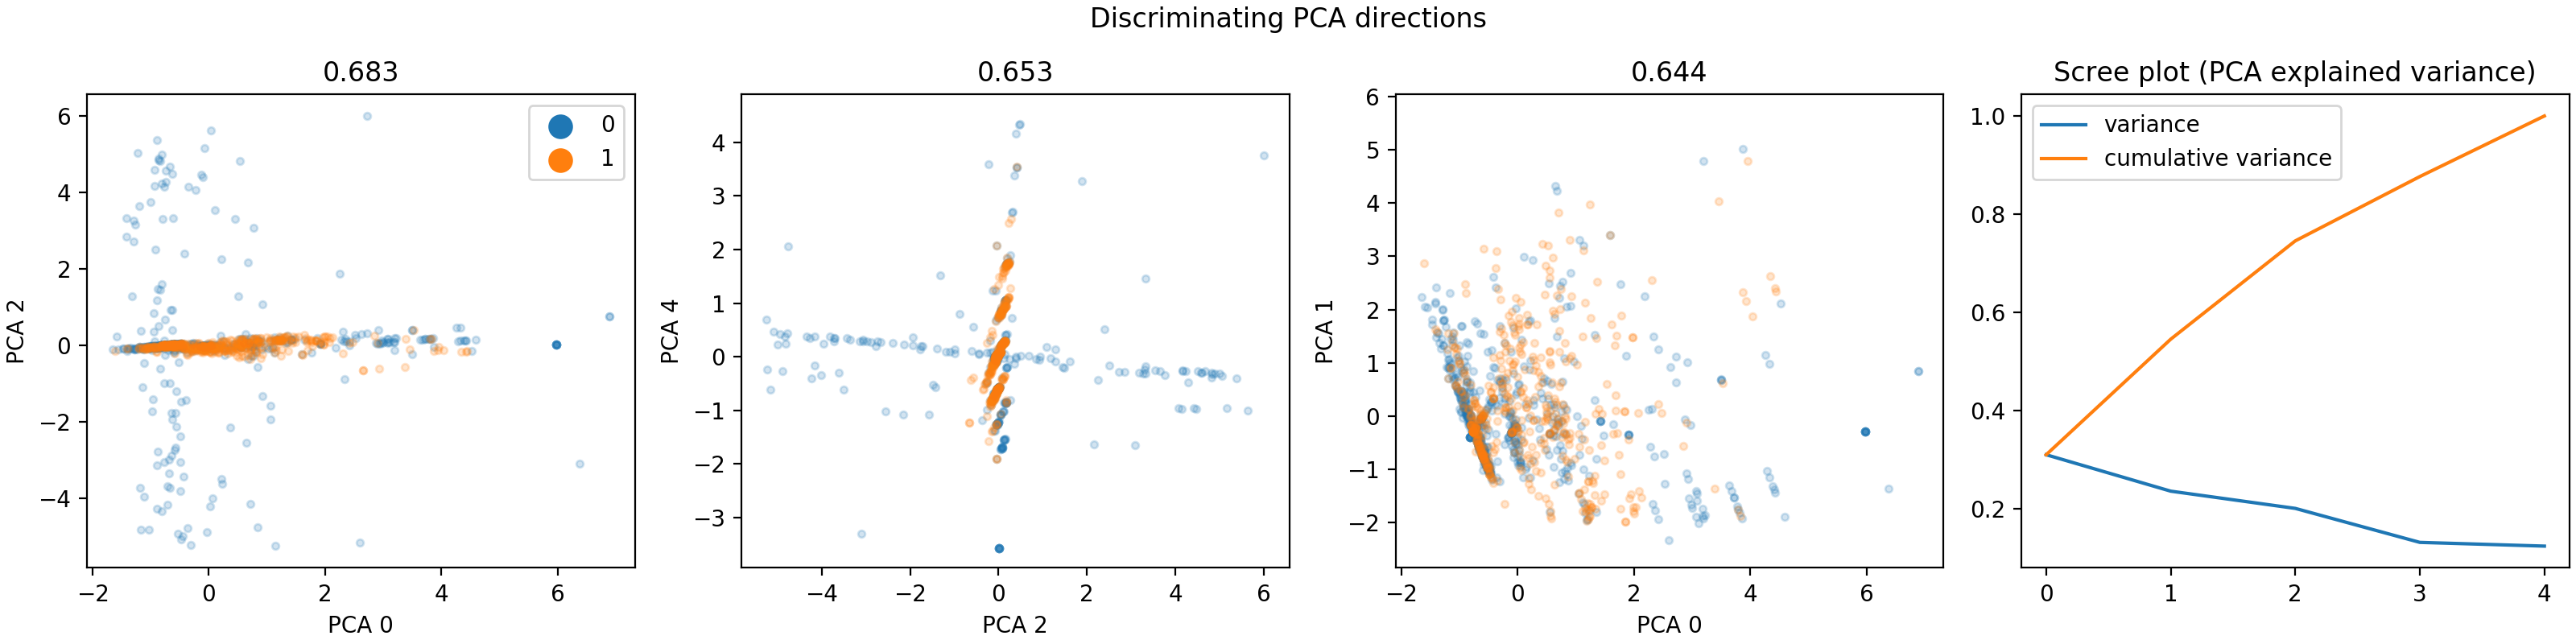 Discriminating PCA directions
0.683
6
4
2
0
−2
−4
PCA 2
−2 0 2 4 6
PCA 0
0
1
0.653
4
3
2
1
0
−1
−2
−3
PCA 4
−4 −2 0 2 4 6
PCA 2
0.644
6
5
4
3
2
1
0
−1
−2
PCA 1
−2 0 2 4 6
PCA 0
Scree plot (PCA explained variance)
1.0
0.8
0.6
0.4
0.2
variance
cumulative variance
0 1 2 3 4